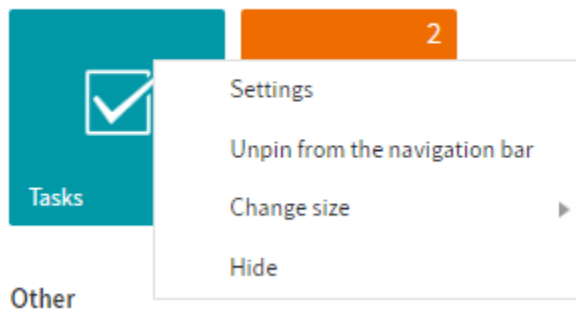 2
Settings
Unpin from the navigation bar
Change size
Hide
Tasks
Other